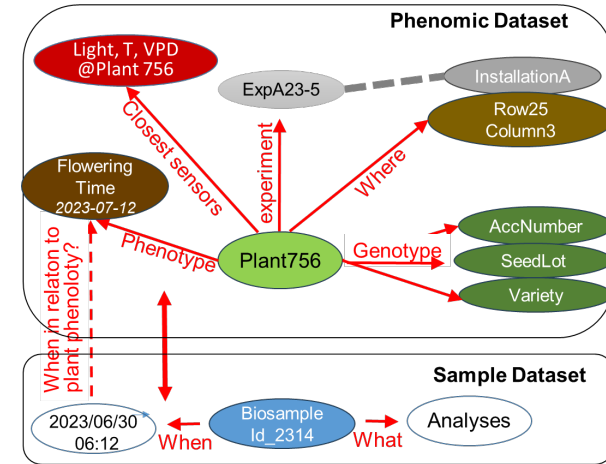 Phenomic Dataset
Light, T, VPD
@Plant 756
ExpA23-5
InstallationA
Row25
Column3
Closest sensors
experiment
Where
Flowering
Time
2023-07-12
Phenotype
Plant756
Genotype
AccNumber
SeedLot
Variety
When in relaton to
plant phenoloty?
Sample Dataset
2023/06/30
06:12
When
Biosample
Id_2314
What
Analyses